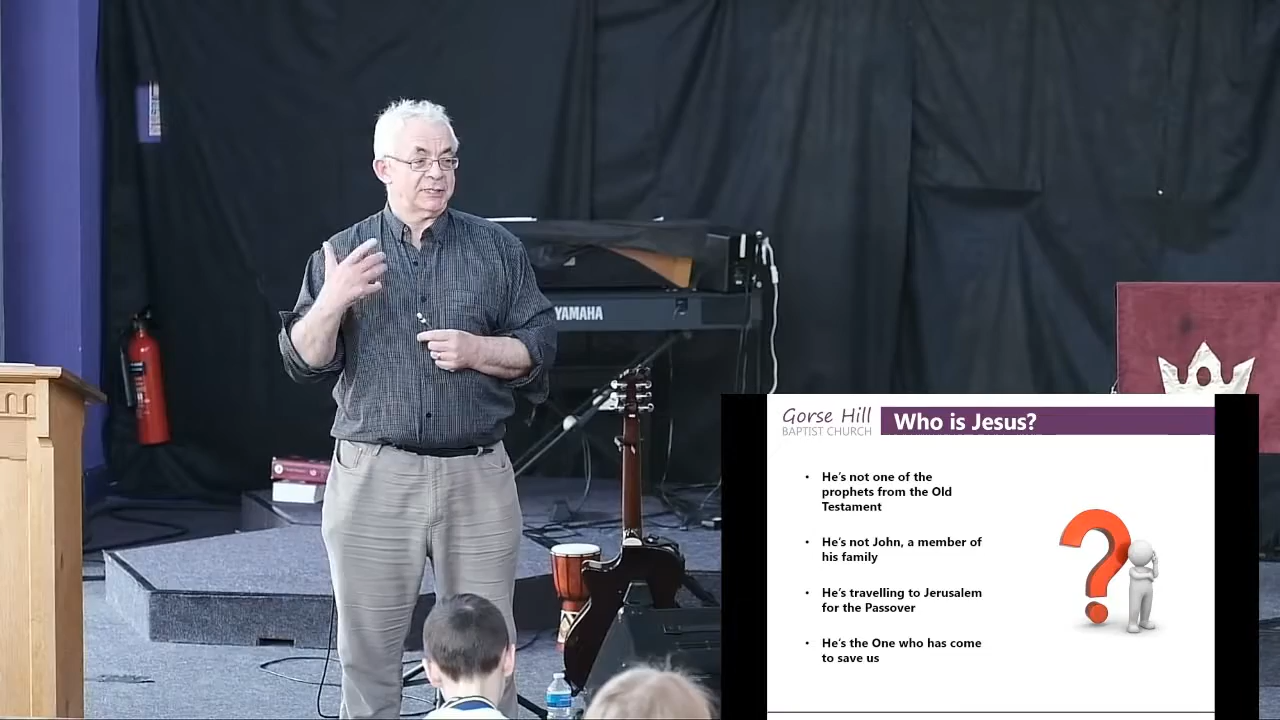 YAMAHA
Gorse Hill
BAPTIST CHURCH
Who is Jesus?
• He's not one of the
prophets from the Old
Testament
• He's not John, a member of
his family
• He's travelling to Jerusalem
for the Passover
• He's the One who has come
to save us